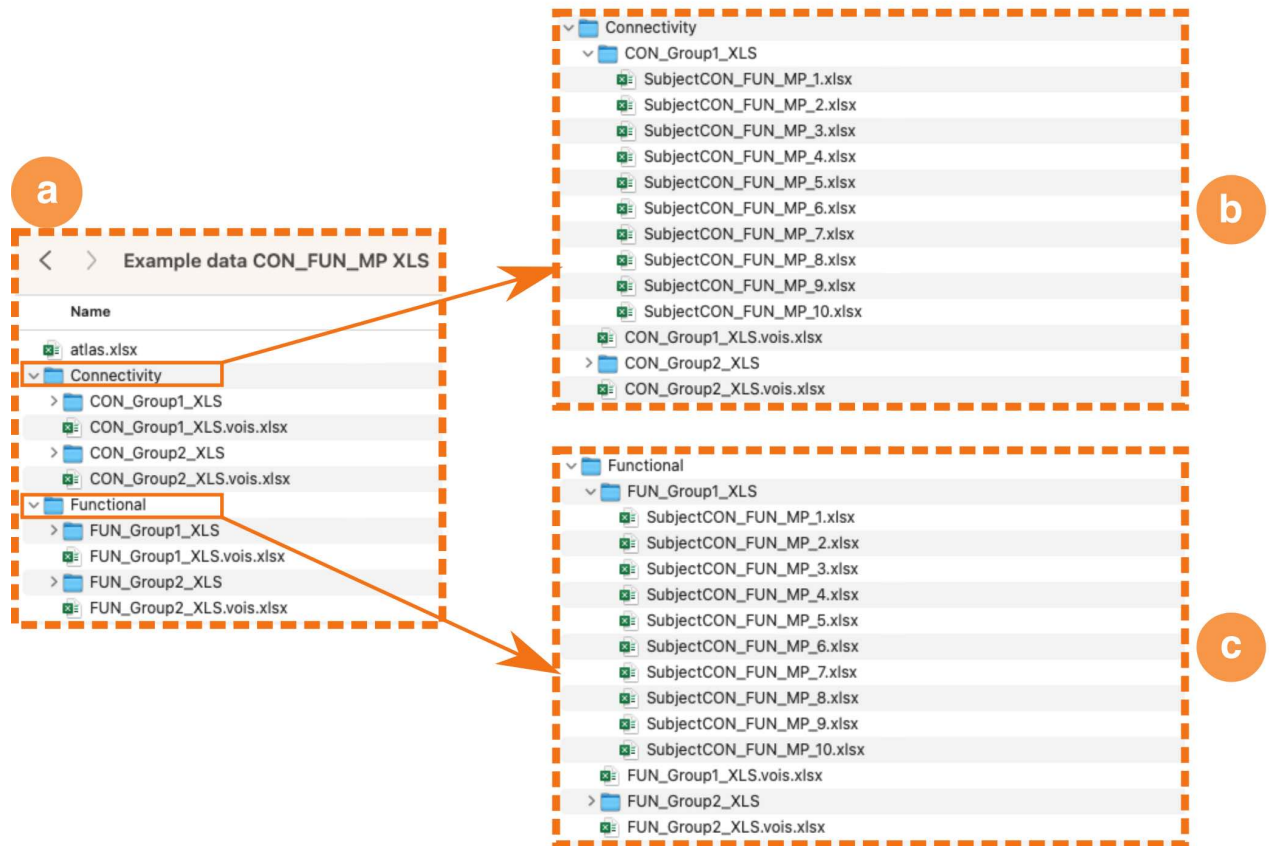 a
Example data CON_FUN_MP XLS
Name
atlas.xlsx
Connectivity
CON_Group1_XLS
CON_Group1_XLS.vois.xlsx
CON_Group2_XLS
CON_Group2_XLS.vois.xlsx
Functional
FUN_Group1_XLS
FUN_Group1_XLS.vois.xlsx
FUN_Group2_XLS
FUN_Group2_XLS.vois.xlsx
b
Connectivity
CON_Group1_XLS
SubjectCON_FUN_MP_1.xlsx
SubjectCON_FUN_MP_2.xlsx
SubjectCON_FUN_MP_3.xlsx
SubjectCON_FUN_MP_4.xlsx
SubjectCON_FUN_MP_5.xlsx
SubjectCON_FUN_MP_6.xlsx
SubjectCON_FUN_MP_7.xlsx
SubjectCON_FUN_MP_8.xlsx
SubjectCON_FUN_MP_9.xlsx
SubjectCON_FUN_MP_10.xlsx
CON_Group1_XLS.vois.xlsx
CON_Group2_XLS
CON_Group2_XLS.vois.xlsx
c
Functional
FUN_Group1_XLS
SubjectCON_FUN_MP_1.xlsx
SubjectCON_FUN_MP_2.xlsx
SubjectCON_FUN_MP_3.xlsx
SubjectCON_FUN_MP_4.xlsx
SubjectCON_FUN_MP_5.xlsx
SubjectCON_FUN_MP_6.xlsx
SubjectCON_FUN_MP_7.xlsx
SubjectCON_FUN_MP_8.xlsx
SubjectCON_FUN_MP_9.xlsx
SubjectCON_FUN_MP_10.xlsx
FUN_Group1_XLS.vois.xlsx
FUN_Group2_XLS
FUN_Group2_XLS.vois.xlsx